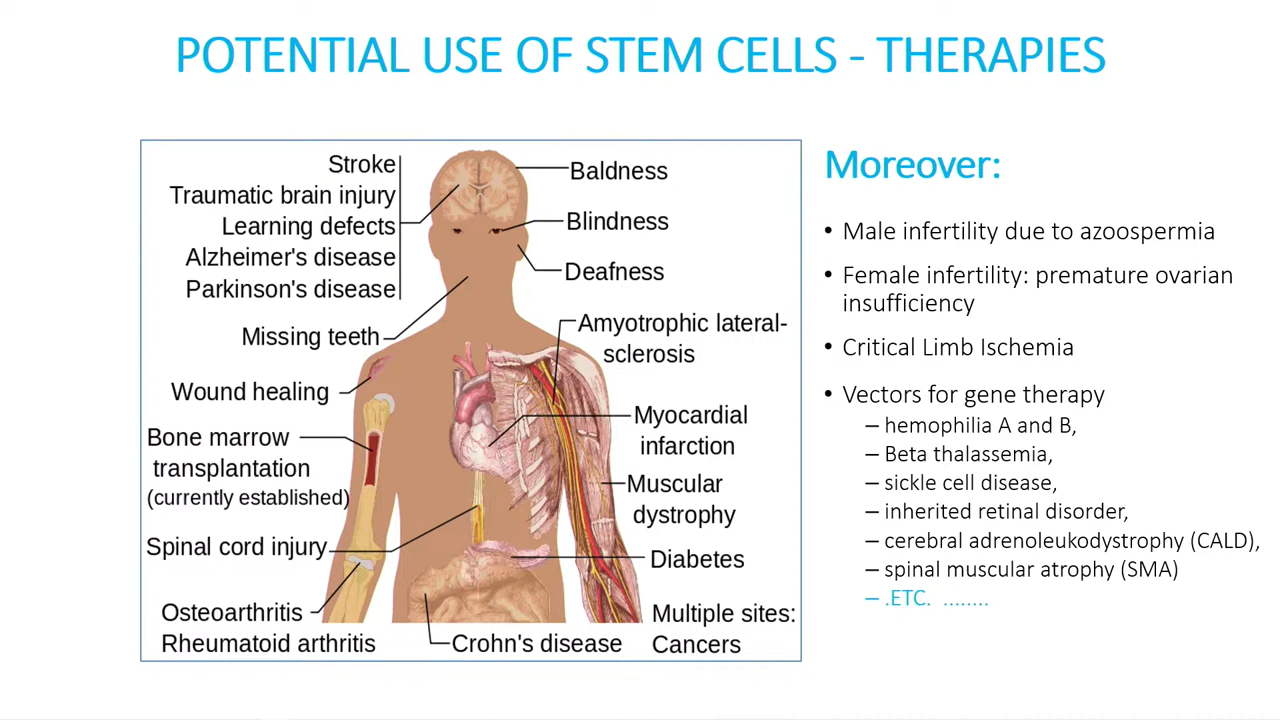 POTENTIAL USE OF STEM CELLS - THERAPIES
Stroke
Traumatic brain injury
Learning defects
Alzheimer's disease
Parkinson's disease
Missing teeth
Wound healing
Bone marrow
transplantation
(currently established)
Spinal cord injury
Osteoarthritis
Rheumatoid arthritis
Baldness
Blindness
Deafness
Amyotrophic lateral-
sclerosis
Myocardial
infarction
Muscular
dystrophy
Diabetes
Crohn's disease
Multiple sites:
Cancers
Moreover:
• Male infertility due to azoospermia
• Female infertility: premature ovarian
insufficiency
• Critical Limb Ischemia
• Vectors for gene therapy
– hemophilia A and B,
– Beta thalassemia,
– sickle cell disease,
– inherited retinal disorder,
– cerebral adrenoleukodystrophy (CALD),
– spinal muscular atrophy (SMA)
– .ETC. ........